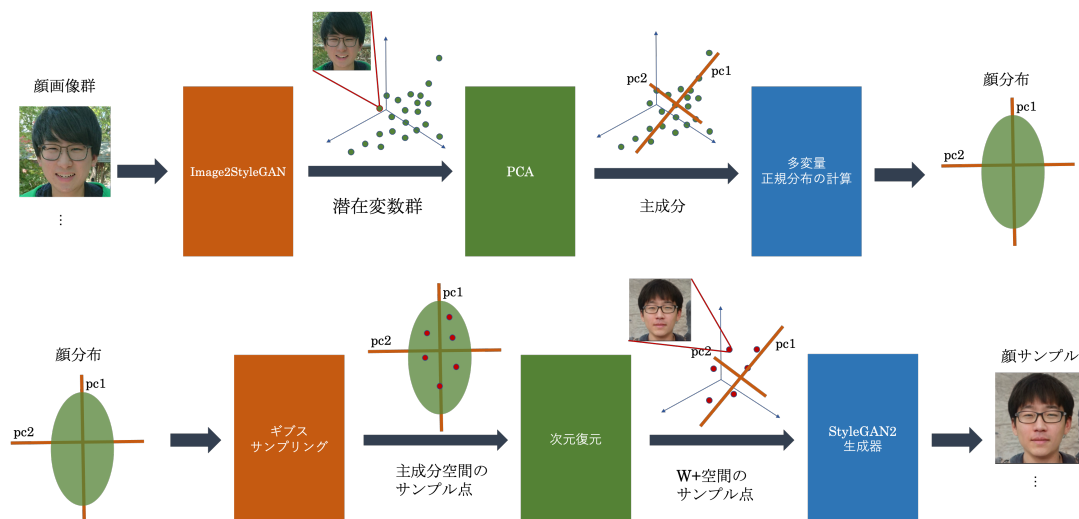 顔画像群
⋮
Image2StyleGAN
潜在変数群
PCA
pc2
pc1
主成分
多変量
正規分布の計算
顔分布
pc1
pc2
顔分布
pc1
pc2
ギブス
サンプリング
pc1
pc2
主成分空間の
サンプル点
次元復元
pc2
pc1
W+空間の
サンプル点
StyleGAN2
生成器
顔サンプル
⋮